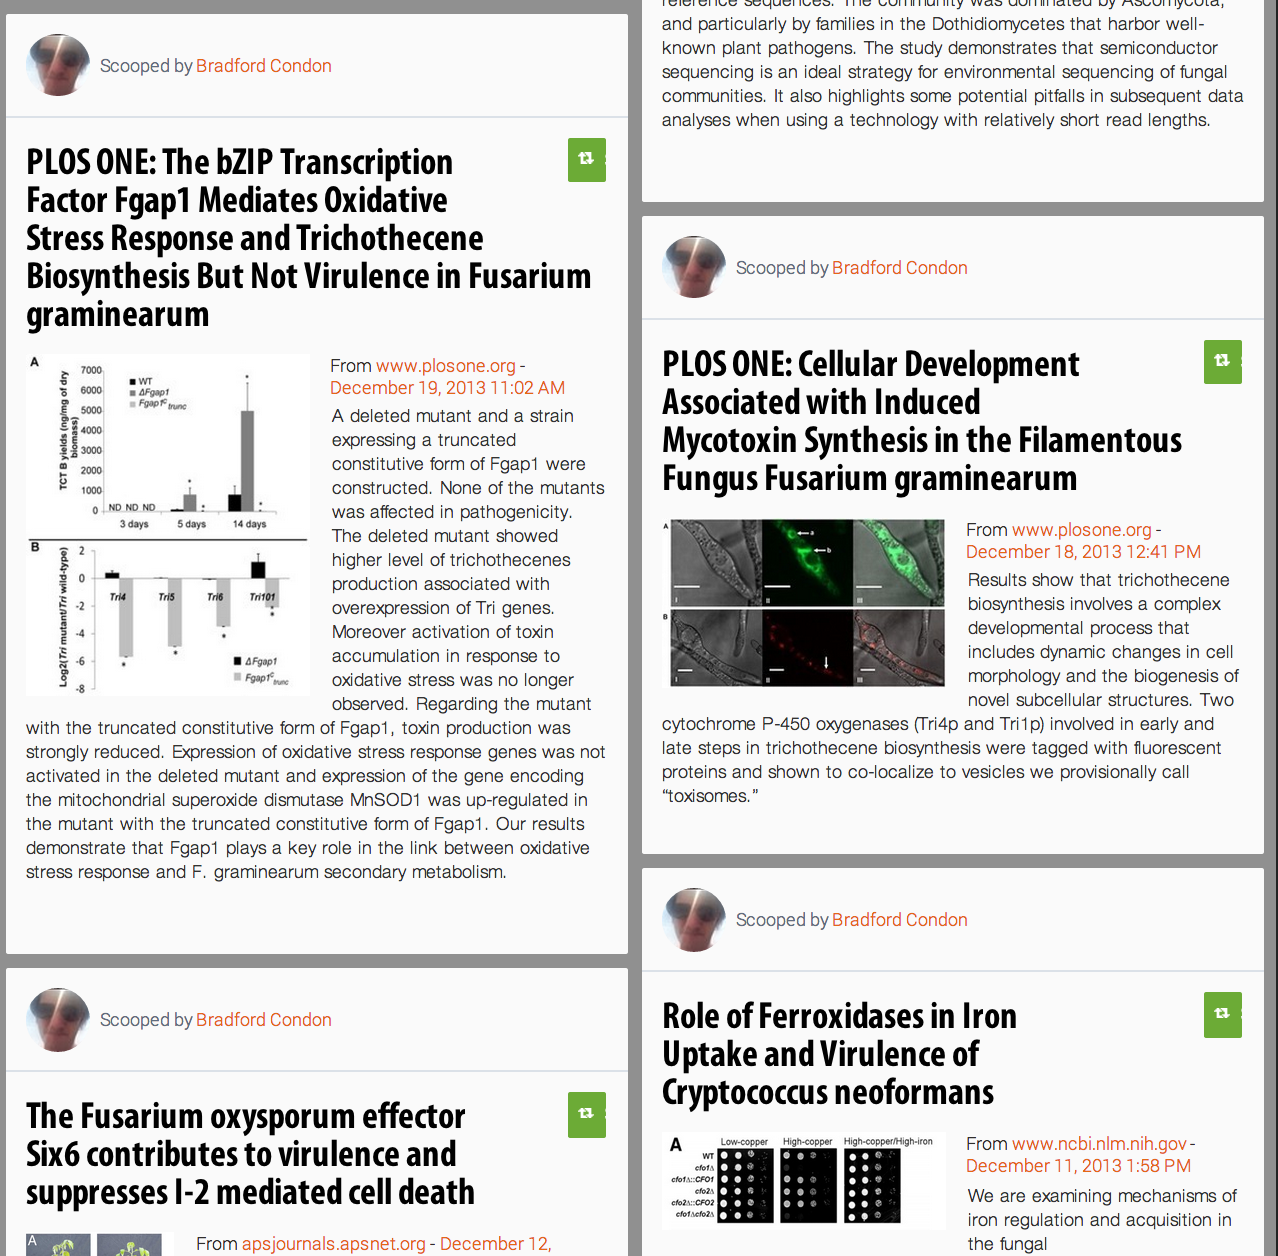 Scooped by Bradford Condon
PLOS ONE: The bZIP Transcription
Factor Fgap1 Mediates Oxidative
Stress Response and Trichothecene
Biosynthesis But Not Virulence in Fusarium
graminearum
A
TCT B yields (ng/mg of dry
biomass)
7000
6000
5000
4000
3000
2000
1000
0
WT
ΔFgap1
Fgap1ᶜtrunc
ND ND ND
* * * *
3 days 5 days 14 days
B
Log2(Tri mutant/Tri wild-type)
2
0
-2
-4
-6
-8
Tri4 Tri5 Tri6 Tri101
* * * *
ΔFgap1
Fgap1ᶜtrunc
From www.plosone.org -
December 19, 2013 11:02 AM
A deleted mutant and a strain
expressing a truncated
constitutive form of Fgap1 were
constructed. None of the mutants
was affected in pathogenicity.
The deleted mutant showed
higher level of trichothecenes
production associated with
overexpression of Tri genes.
Moreover activation of toxin
accumulation in response to
oxidative stress was no longer
observed. Regarding the mutant
with the truncated constitutive form of Fgap1, toxin production was
strongly reduced. Expression of oxidative stress response genes was not
activated in the deleted mutant and expression of the gene encoding
the mitochondrial superoxide dismutase MnSOD1 was up-regulated in
the mutant with the truncated constitutive form of Fgap1. Our results
demonstrate that Fgap1 plays a key role in the link between oxidative
stress response and F. graminearum secondary metabolism.
Scooped by Bradford Condon
The Fusarium oxysporum effector
Six6 contributes to virulence and
suppresses I-2 mediated cell death
A
From apsjournals.apsnet.org - December 12,
reference sequences. The community was dominated by Ascomycota,
and particularly by families in the Dothidiomycetes that harbor well-
known plant pathogens. The study demonstrates that semiconductor
sequencing is an ideal strategy for environmental sequencing of fungal
communities. It also highlights some potential pitfalls in subsequent data
analyses when using a technology with relatively short read lengths.
Scooped by Bradford Condon
PLOS ONE: Cellular Development
Associated with Induced
Mycotoxin Synthesis in the Filamentous
Fungus Fusarium graminearum
A
a
b
I II III
B
I II III
From www.plosone.org -
December 18, 2013 12:41 PM
Results show that trichothecene
biosynthesis involves a complex
developmental process that
includes dynamic changes in cell
morphology and the biogenesis of
novel subcellular structures. Two
cytochrome P-450 oxygenases (Tri4p and Tri1p) involved in early and
late steps in trichothecene biosynthesis were tagged with fluorescent
proteins and shown to co-localize to vesicles we provisionally call
“toxisomes.”
Scooped by Bradford Condon
Role of Ferroxidases in Iron
Uptake and Virulence of
Cryptococcus neoformans
A
Low-copper High-copper High-copper/High-iron
WT
cfo1Δ
cfo1Δ::CFO1
cfo2Δ
cfo2Δ::CFO2
cfo1Δcfo2Δ
From www.ncbi.nlm.nih.gov -
December 11, 2013 1:58 PM
We are examining mechanisms of
iron regulation and acquisition in
the fungal